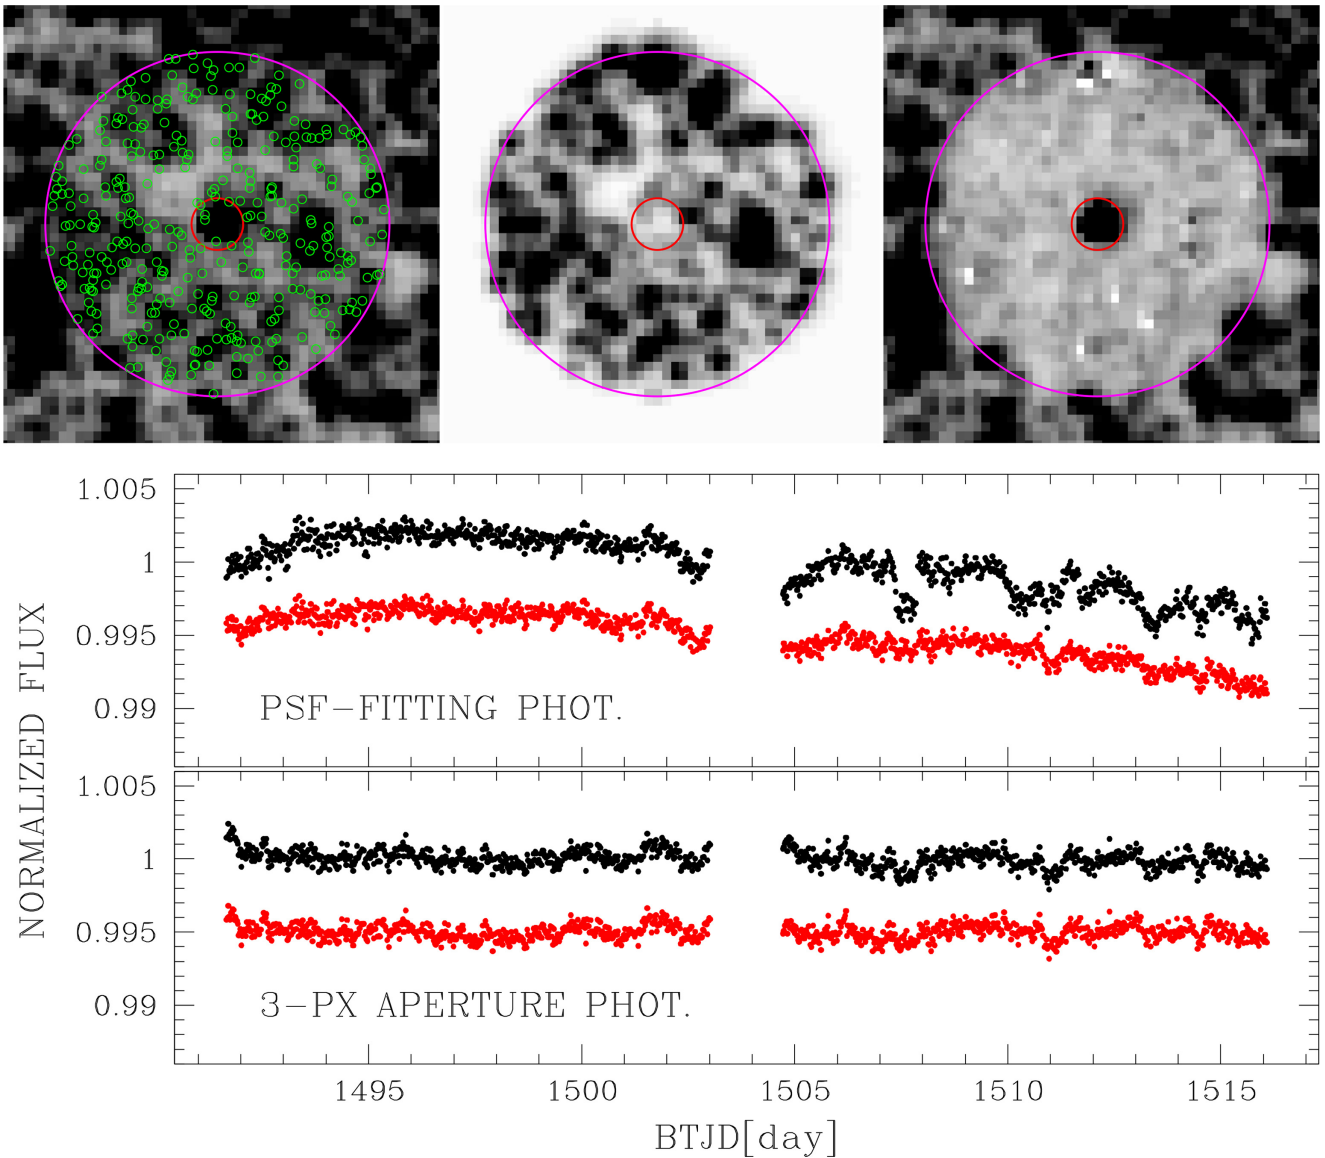 1.005
1
0.995
0.99
PSF-FITTING PHOT.
NORMALIZED FLUX
1.005
1
0.995
0.99
3-PX APERTURE PHOT.
1495 1500 1505 1510 1515
BTJD[day]